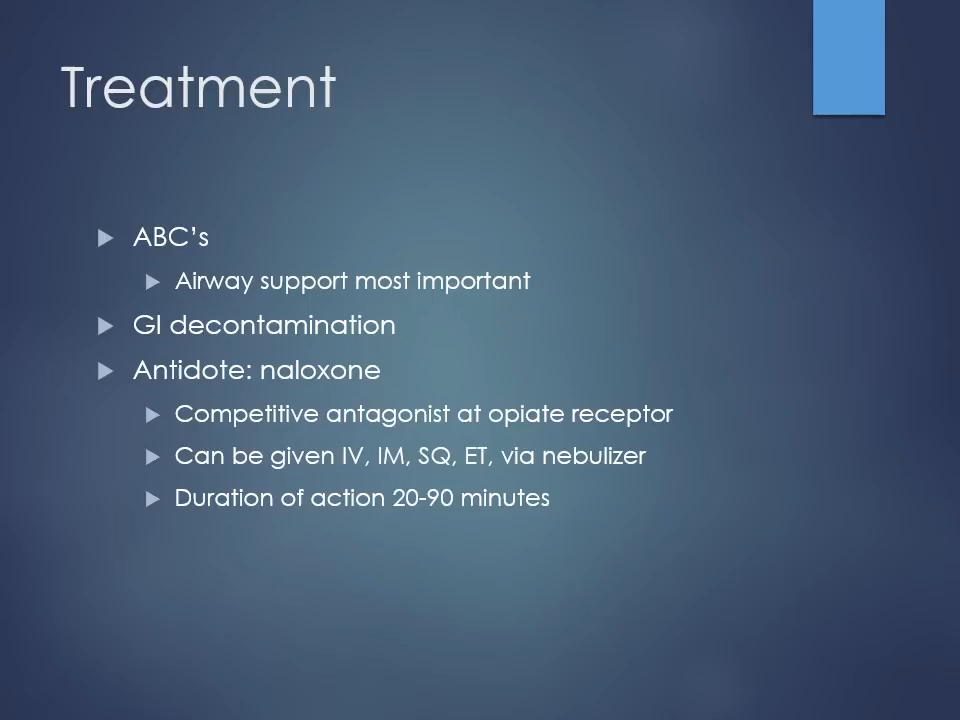 Treatment
ABC's
Airway support most important
GI decontamination
Antidote: naloxone
Competitive antagonist at opiate receptor
Can be given IV, IM, SQ, ET, via nebulizer
Duration of action 20-90 minutes